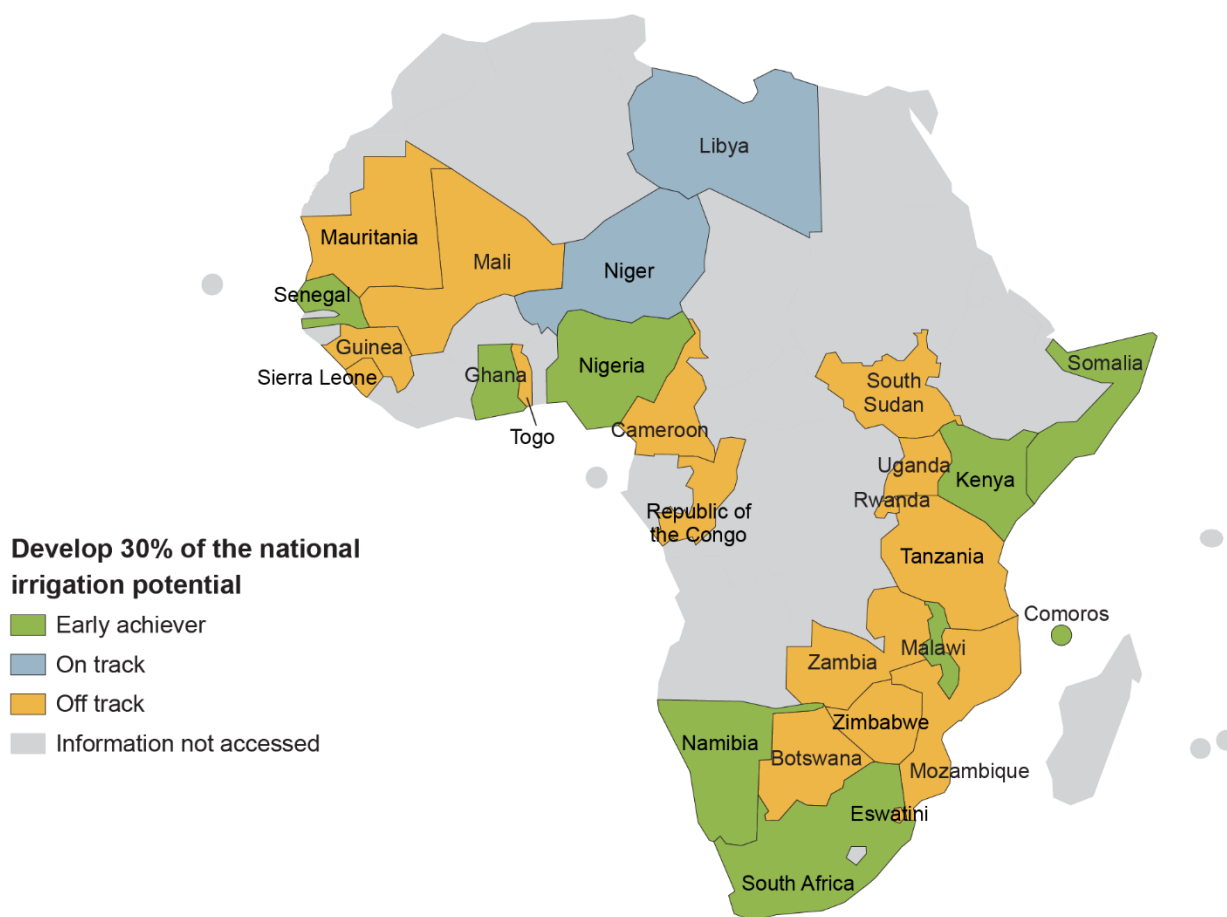 Libya
Mauritania
Mali
Niger
Senegal
Guinea
Sierra Leone
Ghana
Nigeria
Togo
Cameroon
Republic of
the Congo
South
Sudan
Somalia
Uganda
Kenya
Rwanda
Tanzania
Comoros
Malawi
Zambia
Zimbabwe
Namibia
Botswana
Mozambique
Eswatini
South Africa
Develop 30% of the national
irrigation potential
Early achiever
On track
Off track
Information not accessed